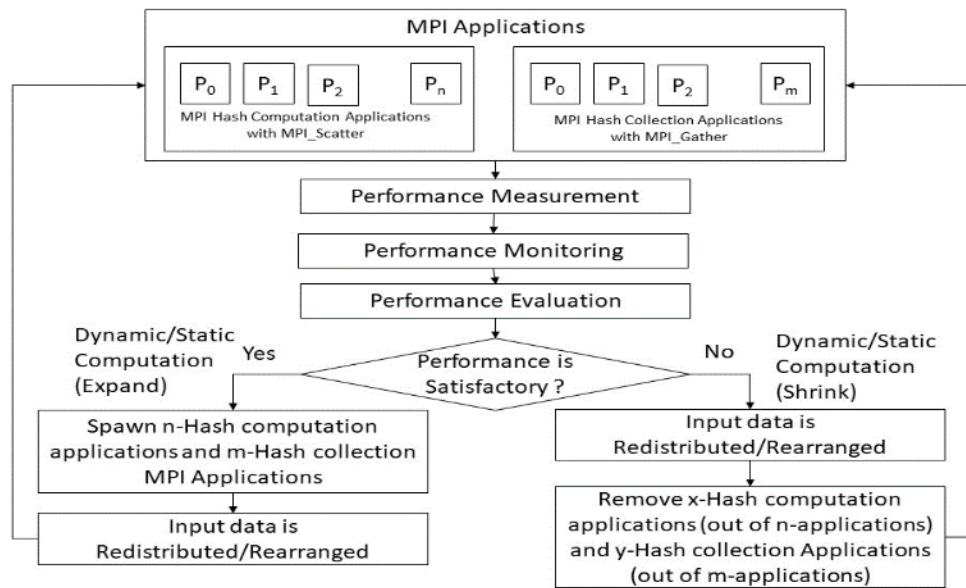 MPI Applications
P0 P1 P2 Pn
MPI Hash Computation Applications
with MPI_Scatter
P0 P1 P2 Pm
MPI Hash Collection Applications
with MPI_Gather
Performance Measurement
Performance Monitoring
Performance Evaluation
Performance is
Satisfactory ?
Dynamic/Static
Computation
(Expand)
Yes
Spawn n-Hash computation
applications and m-Hash collection
MPI Applications
Input data is
Redistributed/Rearranged
No
Dynamic/Static
Computation
(Shrink)
Input data is
Redistributed/Rearranged
Remove x-Hash computation
applications (out of n-applications)
and y-Hash collection Applications
(out of m-applications)